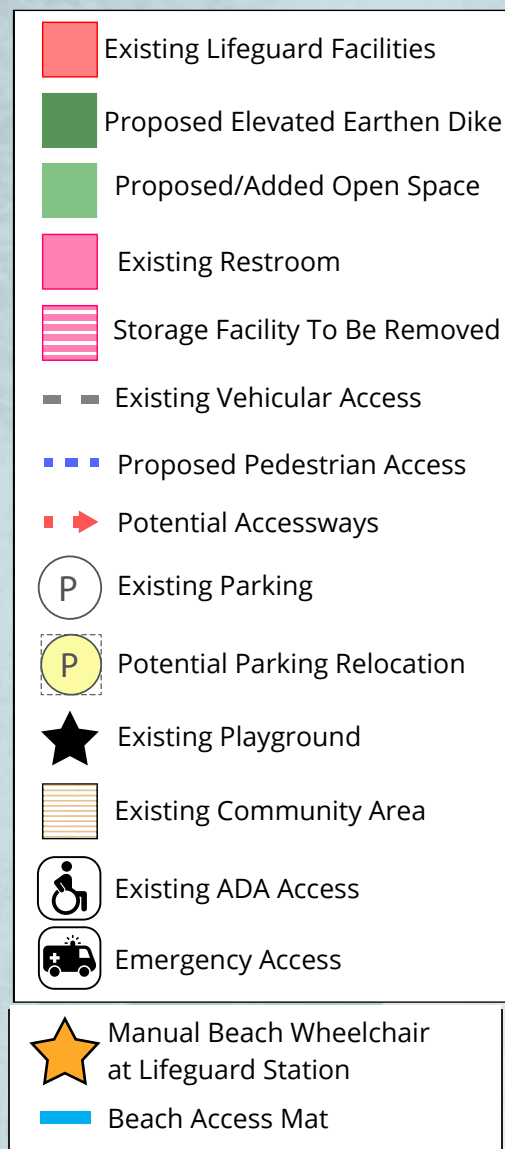 Existing Lifeguard Facilities
Proposed Elevated Earthen Dike
Proposed/Added Open Space
Existing Restroom
Storage Facility To Be Removed
Existing Vehicular Access
Proposed Pedestrian Access
Potential Accessways
P Existing Parking
P Potential Parking Relocation
Existing Playground
Existing Community Area
Existing ADA Access
Emergency Access
Manual Beach Wheelchair
at Lifeguard Station
Beach Access Mat